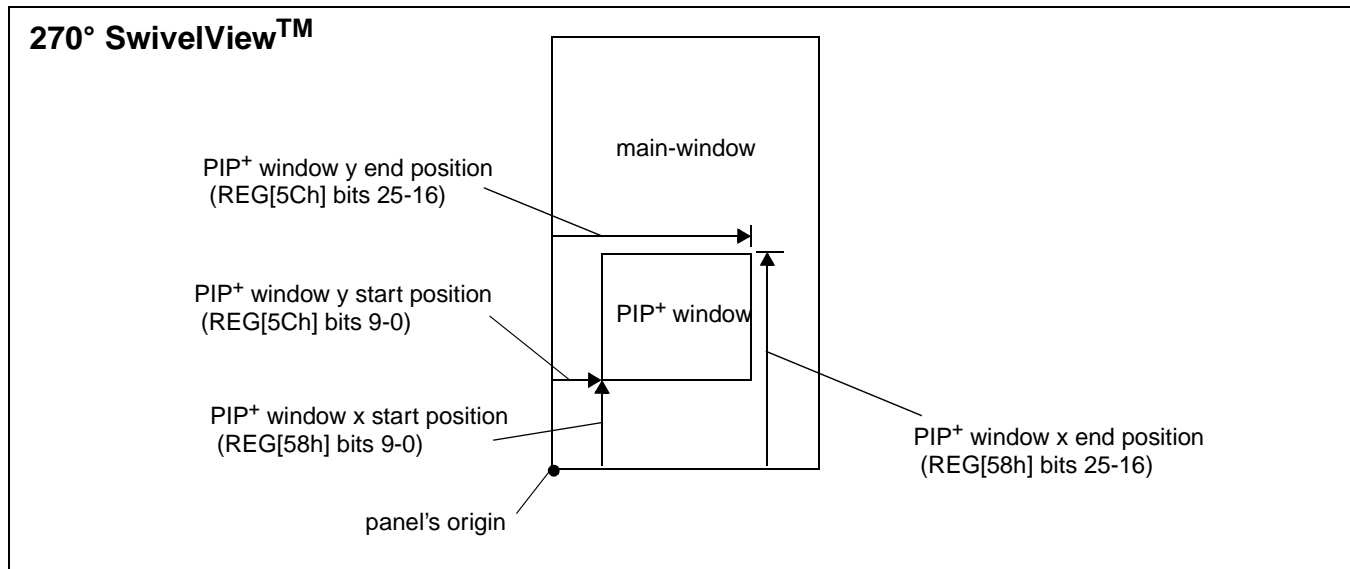 270° SwivelView™
main-window
PIP+ window y end position
(REG[5Ch] bits 25-16)
PIP+ window y start position
(REG[5Ch] bits 9-0)
PIP+ window
PIP+ window x start position
(REG[58h] bits 9-0)
PIP+ window x end position
(REG[58h] bits 25-16)
panel's origin